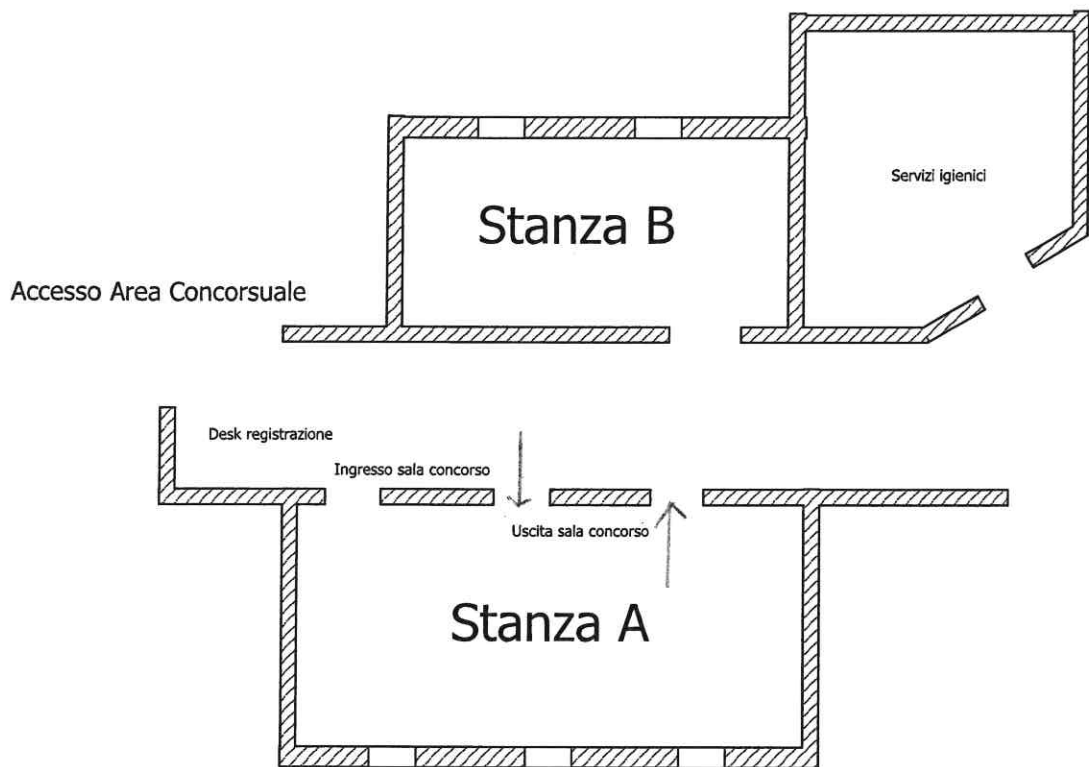 Servizi igienici
Stanza B
Accesso Area Concorsuale
Desk registrazione
Ingresso sala concorso
Uscita sala concorso
Stanza A